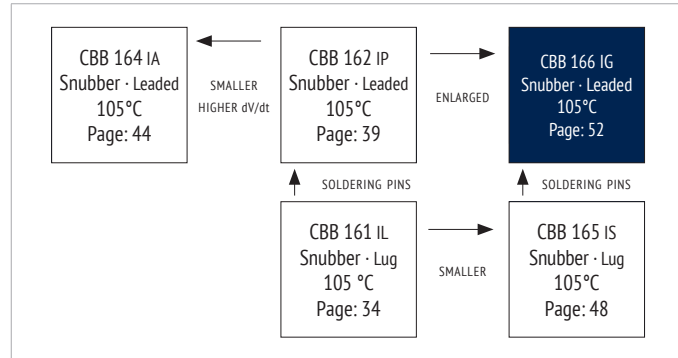 CBB 164 IA
Snubber · Leaded
105°C
Page: 44
SMALLER
HIGHER dV/dt
CBB 162 IP
Snubber · Leaded
105°C
Page: 39
ENLARGED
CBB 166 IG
Snubber · Leaded
105°C
Page: 52
SOLDERING PINS
SOLDERING PINS
CBB 161 IL
Snubber · Lug
105 °C
Page: 34
SMALLER
CBB 165 IS
Snubber · Lug
105°C
Page: 48